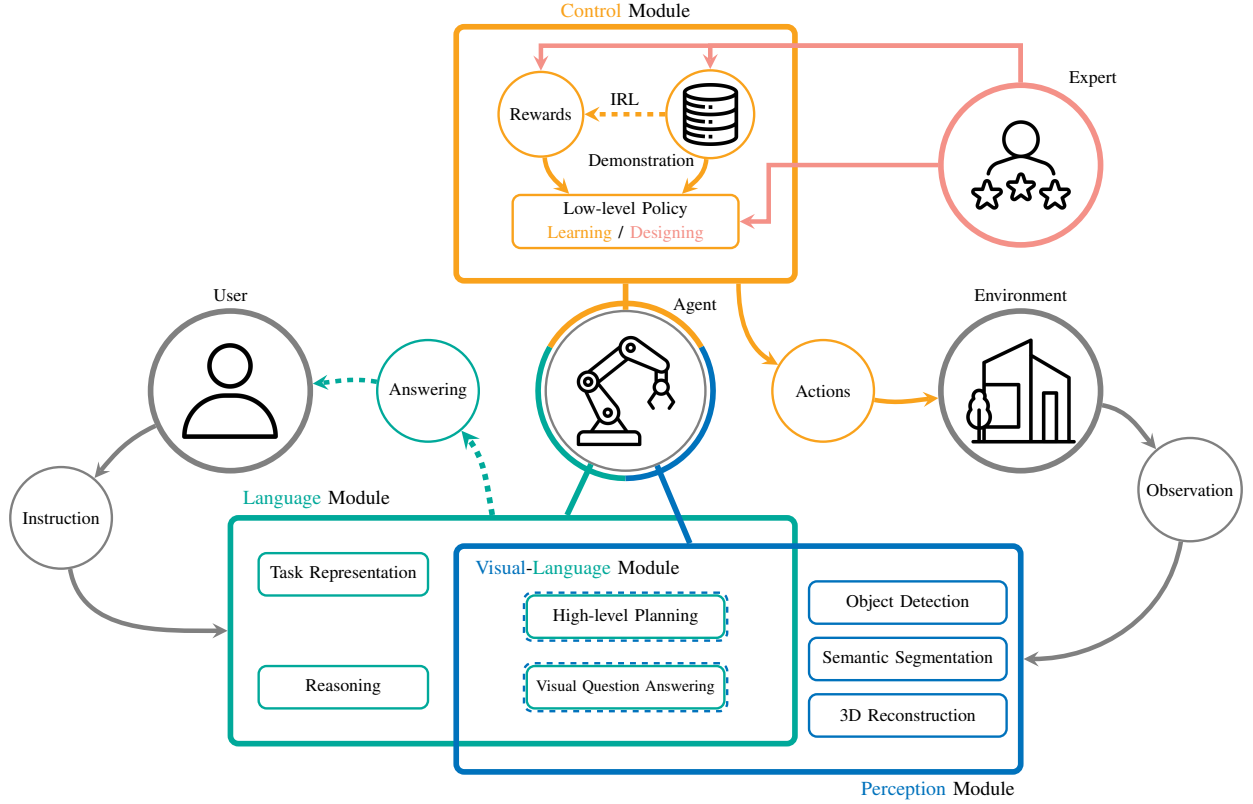 Control Module
Expert
IRL
Rewards
Demonstration
Low-level Policy
Learning / Designing
User
Agent
Environment
Answering
Actions
Instruction
Observation
Language Module
Task Representation
Reasoning
Visual-Language Module
High-level Planning
Visual Question Answering
Object Detection
Semantic Segmentation
3D Reconstruction
Perception Module